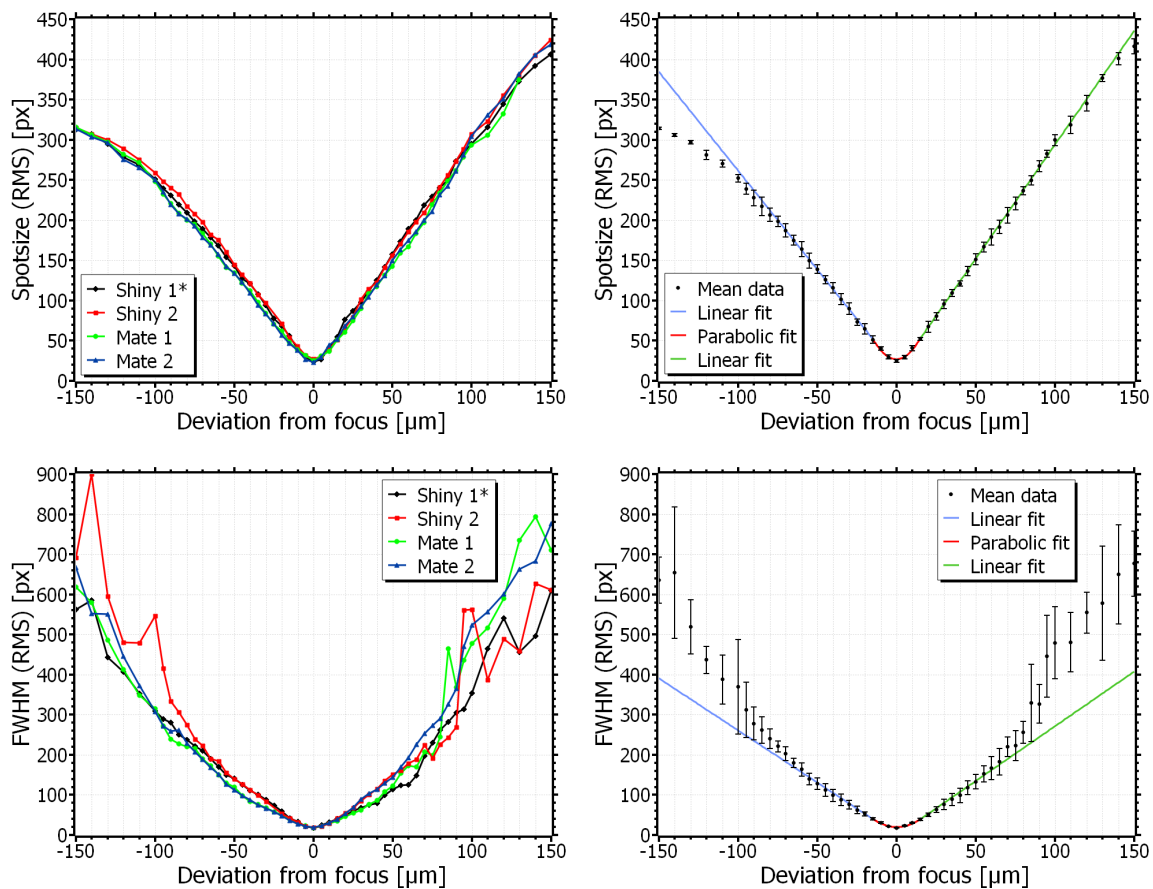 450
400
350
300
250
200
150
100
50
0
Spotsize (RMS) [px]
Shiny 1*
Shiny 2
Mate 1
Mate 2
-150 -100 -50 0 50 100 150
Deviation from focus [µm]
450
400
350
300
250
200
150
100
50
0
Spotsize (RMS) [px]
Mean data
Linear fit
Parabolic fit
Linear fit
-150 -100 -50 0 50 100 150
Deviation from focus [µm]
900
800
700
600
500
400
300
200
100
0
FWHM (RMS) [px]
Shiny 1*
Shiny 2
Mate 1
Mate 2
-150 -100 -50 0 50 100 150
Deviation from focus [µm]
900
800
700
600
500
400
300
200
100
0
FWHM (RMS) [px]
Mean data
Linear fit
Parabolic fit
Linear fit
-150 -100 -50 0 50 100 150
Deviation from focus [µm]